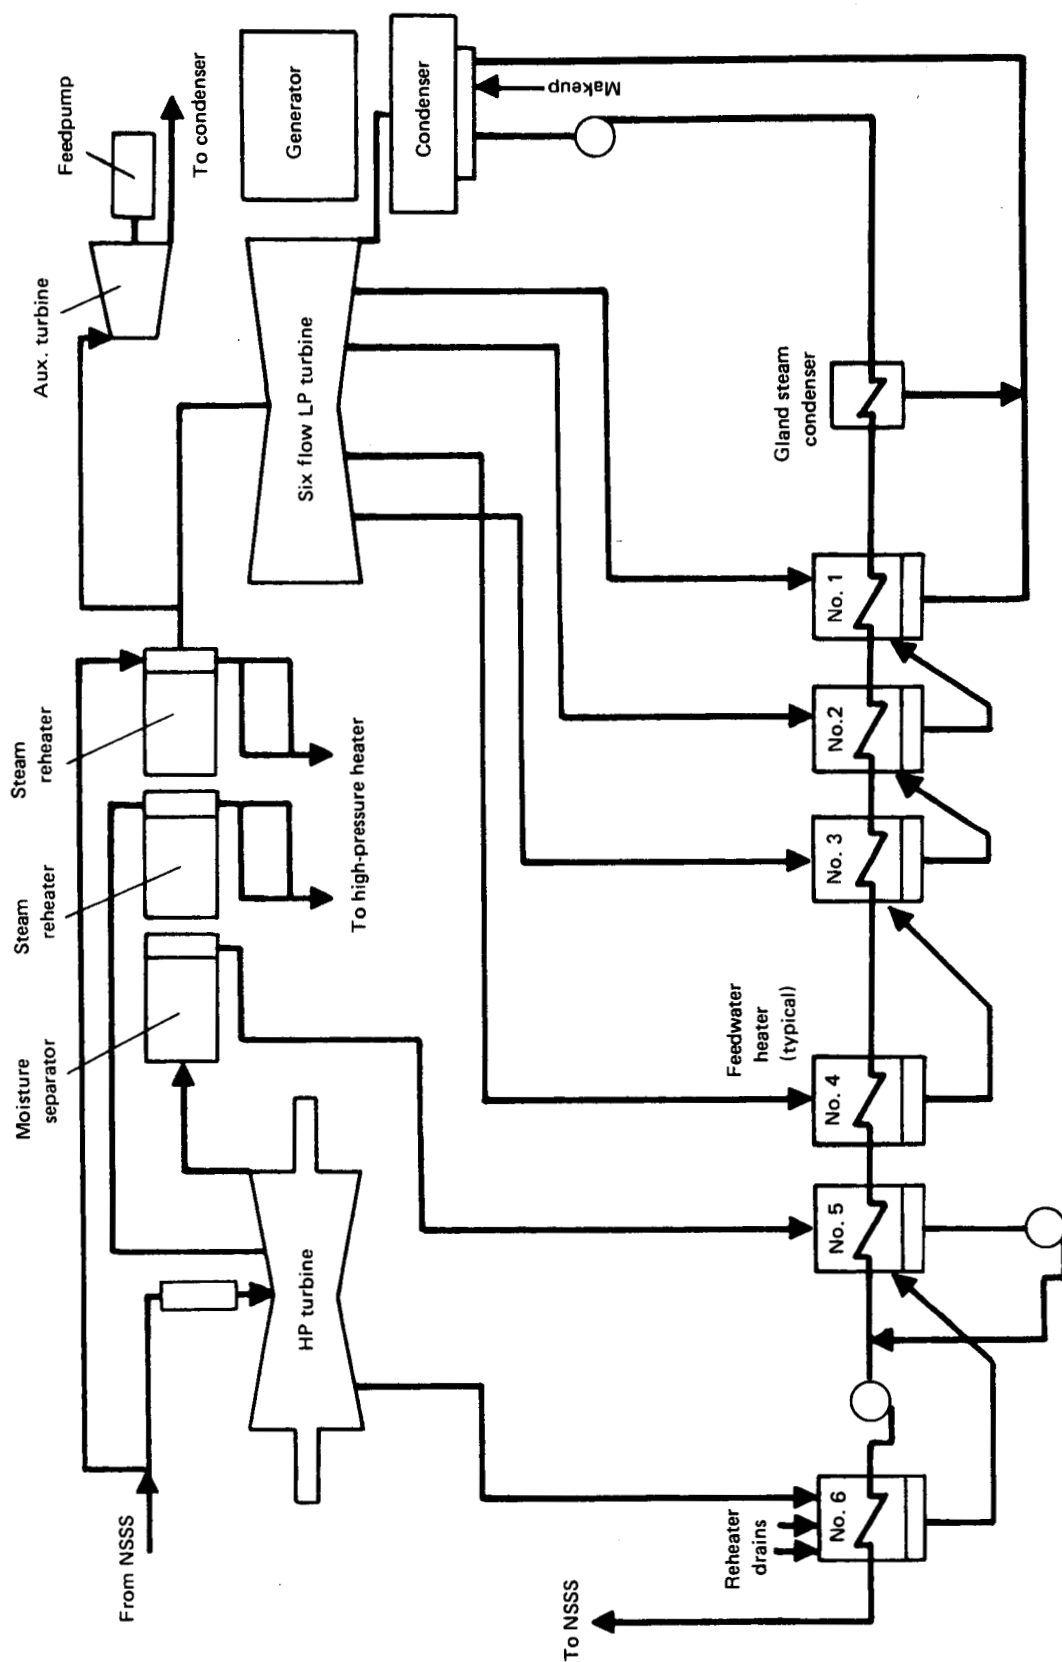 Feedpump
To condenser
Aux. turbine
Generator
Condenser
Makeup
Six flow LP turbine
Gland steam
condenser
Steam
reheater
Steam
reheater
Moisture
separator
To high-pressure heater
HP turbine
From NSSS
To NSSS
Feedwater
heater
(typical)
Reheater
drains
No. 1
No.2
No. 3
No. 4
No. 5
No. 6